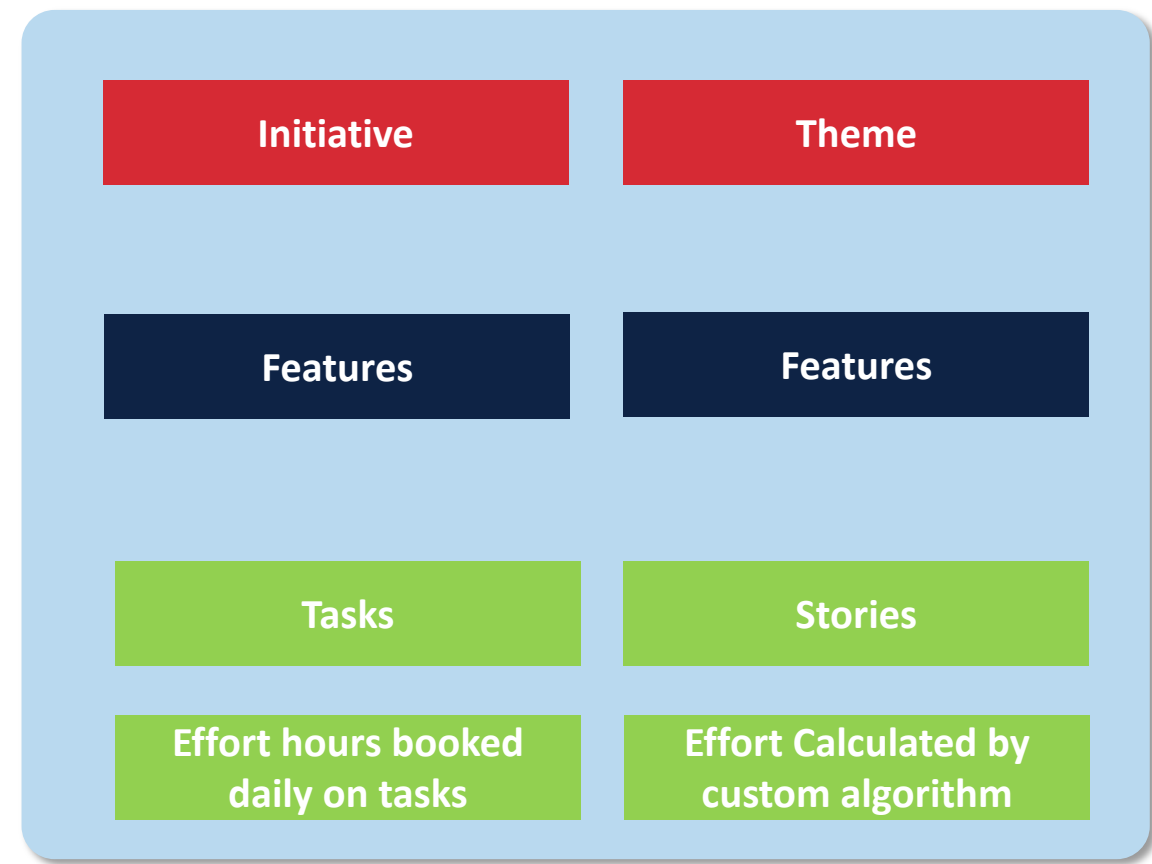 Initiative
Theme
Features
Features
Tasks
Stories
Effort hours booked
daily on tasks
Effort Calculated by
custom algorithm